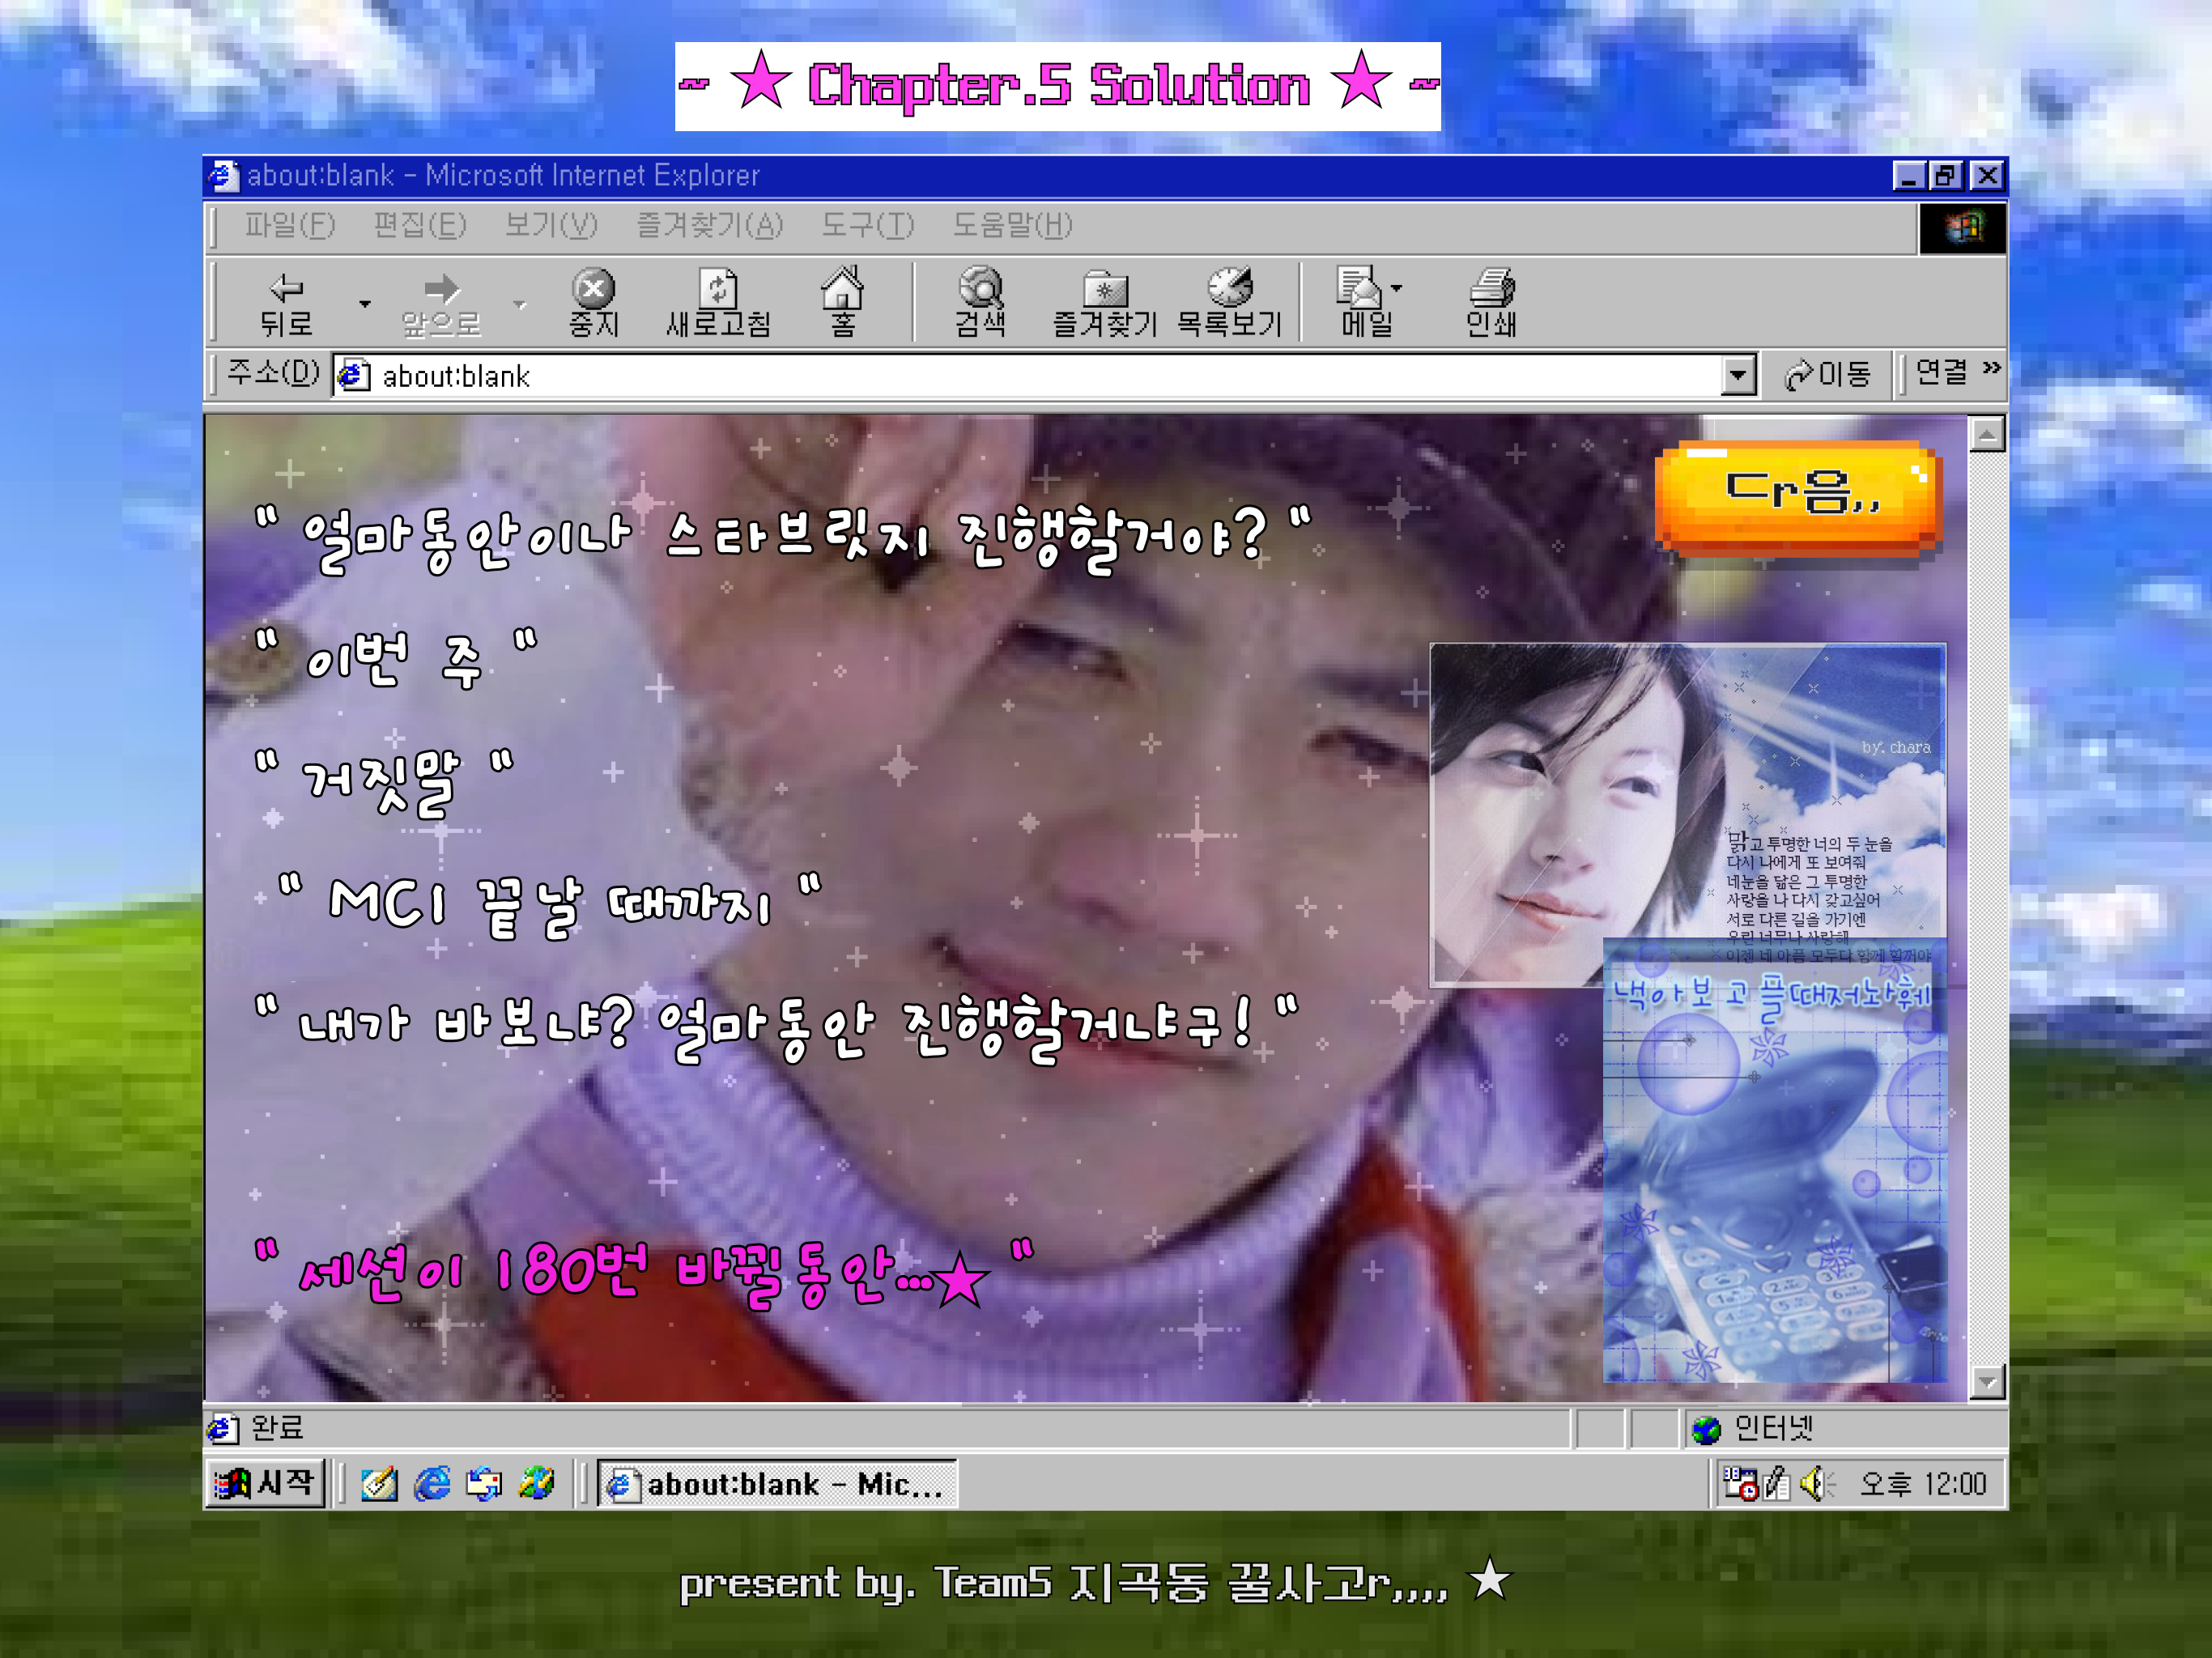 ~ ★ Chapter.5 Solution ★ ~
about:blank - Microsoft Internet Explorer
파일(F) 편집(E) 보기(V) 즐겨찾기(A) 도구(T) 도움말(H)
뒤로 앞으로 중지 새로고침 홈 검색 즐겨찾기 목록보기 메일 인쇄
주소(D) about:blank 이동 연결 »
ㄷr음,,
" 얼마동안이나 스타브릿지 진행할거야? "
" 이번 주 "
" 거짓말 "
" MC1 끝날 때까지 "
" 내가 바보냐? 얼마동안 진행할거냐구! "
" 세션이 180번 바뀔동안...★ "
by. chara
맑고 투명한 너의 두 눈을
다시 나에게 또 보여줘
네눈을 닮은 그 투명한
사랑을 나 다시 갖고싶어
서로 다른 길을 가기엔
우린 너무나 사랑해
이젠 네 아픔 모두다 함께 할꺼야
낵아보고플때저놔훼
완료 인터넷
시작 about:blank - Mic... 오후 12:00
present by. Team5 지곡동 꿀사고r,,,, ★